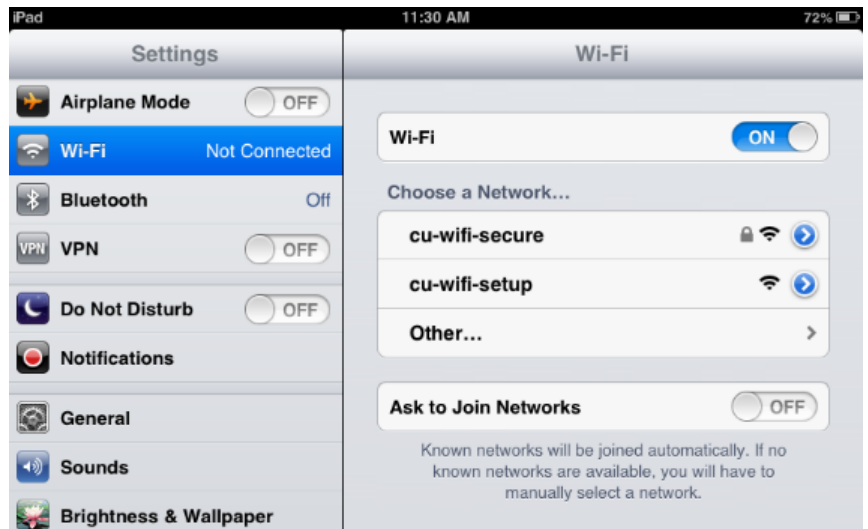 iPad 11:30 AM 72%
Settings
Airplane Mode OFF
Wi-Fi Not Connected
Bluetooth Off
VPN VPN OFF
Do Not Disturb OFF
Notifications
General
Sounds
Brightness & Wallpaper
Wi-Fi
Wi-Fi ON
Choose a Network...
cu-wifi-secure
cu-wifi-setup
Other...
Ask to Join Networks OFF
Known networks will be joined automatically. If no
known networks are available, you will have to
manually select a network.